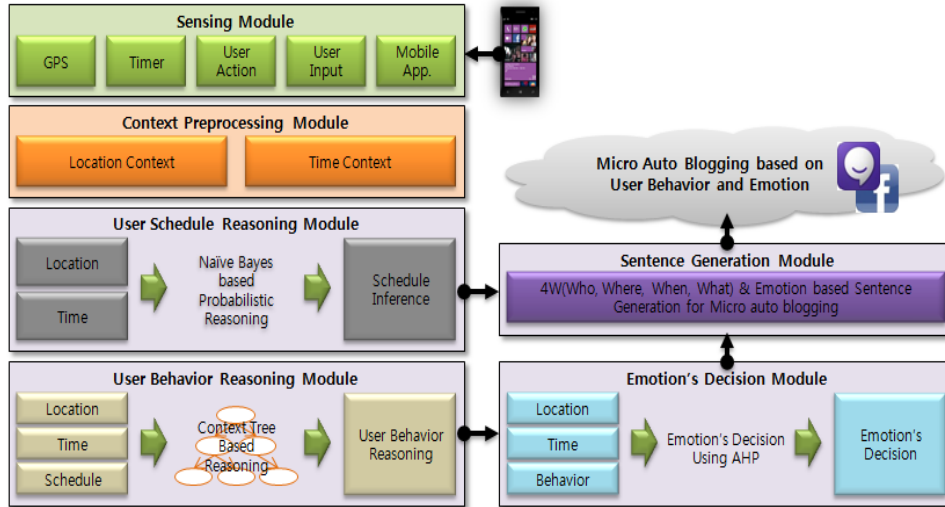 Sensing Module
GPS
Timer
User
Action
User
Input
Mobile
App.
Context Preprocessing Module
Location Context
Time Context
Micro Auto Blogging based on
User Behavior and Emotion
User Schedule Reasoning Module
Location
Time
Naïve Bayes
based
Probabilistic
Reasoning
Schedule
Inference
Sentence Generation Module
4W(Who, Where, When, What) & Emotion based Sentence
Generation for Micro auto blogging
User Behavior Reasoning Module
Location
Time
Schedule
Context Tree
Based
Reasoning
User Behavior
Reasoning
Emotion's Decision Module
Location
Time
Behavior
Emotion's Decision
Using AHP
Emotion's
Decision